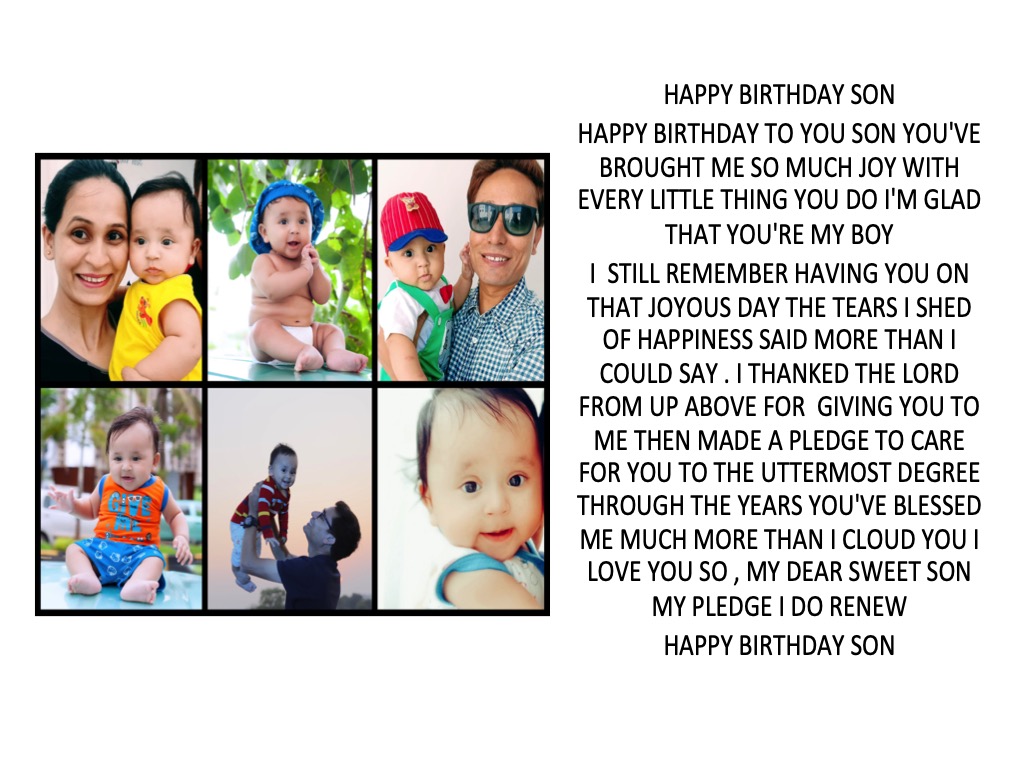 HAPPY BIRTHDAY SON
HAPPY BIRTHDAY TO YOU SON YOU'VE
BROUGHT ME SO MUCH JOY WITH
EVERY LITTLE THING YOU DO I'M GLAD
THAT YOU'RE MY BOY
I  STILL REMEMBER HAVING YOU ON
THAT JOYOUS DAY THE TEARS I SHED
OF HAPPINESS SAID MORE THAN I
COULD SAY . I THANKED THE LORD
FROM UP ABOVE FOR  GIVING YOU TO
ME THEN MADE A PLEDGE TO CARE
FOR YOU TO THE UTTERMOST DEGREE
THROUGH THE YEARS YOU'VE BLESSED
ME MUCH MORE THAN I CLOUD YOU I
LOVE YOU SO , MY DEAR SWEET SON
MY PLEDGE I DO RENEW
HAPPY BIRTHDAY SON
GIVE
ME